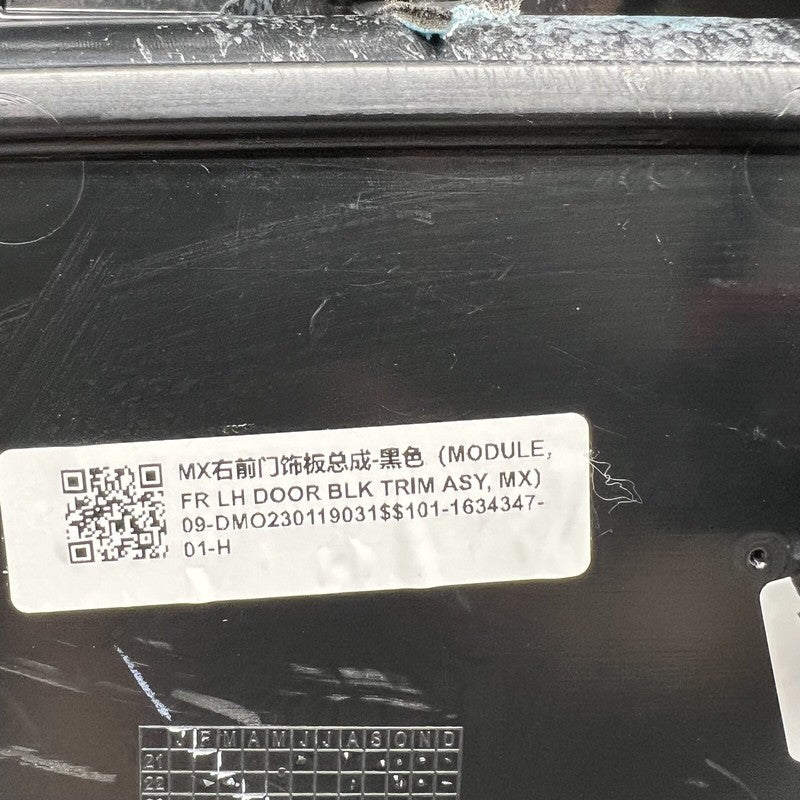 MX右前门饰板总成-黑色 (MODULE,
FR LH DOOR BLK TRIM ASY, MX)
09-DMO230119031$$101-1634347-
01-H
J F M A M J J A S O N D
21
22